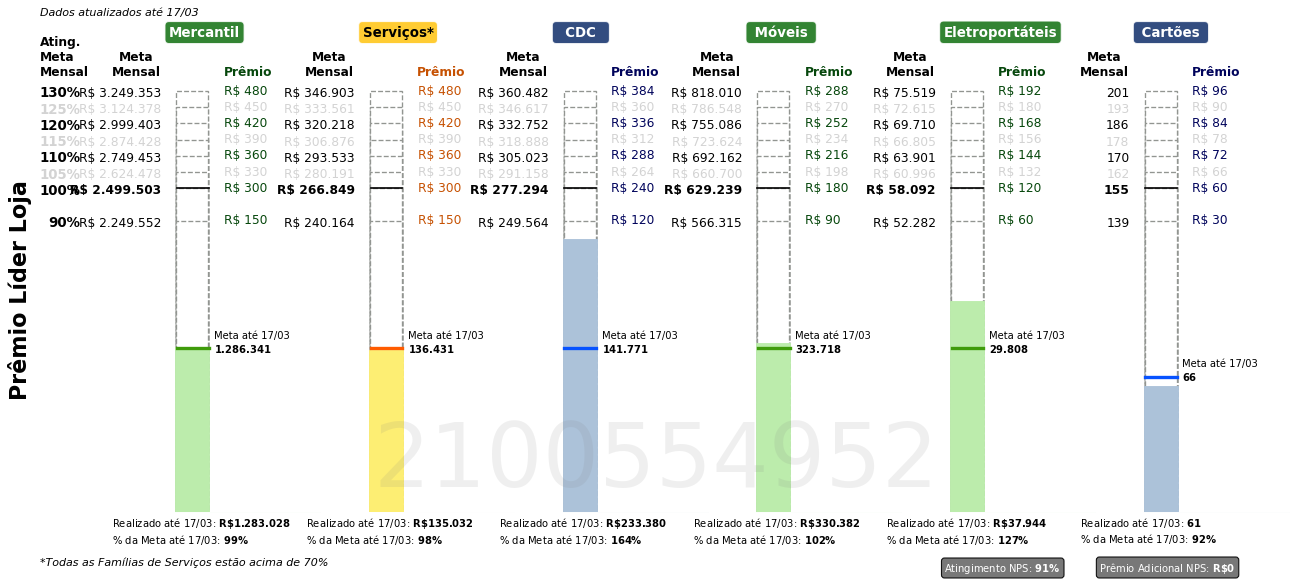 Dados atualizados até 17/03
Mercantil Serviços* CDC Móveis Eletroportáteis Cartões
Ating. Meta Mensal Meta Mensal Prêmio Meta Mensal Prêmio Meta Mensal Prêmio Meta Mensal Prêmio Meta Mensal Prêmio Meta Mensal Prêmio
130% R$ 3.249.353 R$ 480 R$ 346.903 R$ 480 R$ 360.482 R$ 384 R$ 818.010 R$ 288 R$ 75.519 R$ 192 201 R$ 96
125% R$ 3.124.378 R$ 450 R$ 333.561 R$ 450 R$ 346.617 R$ 360 R$ 786.548 R$ 270 R$ 72.615 R$ 180 193 R$ 90
120% R$ 2.999.403 R$ 420 R$ 320.218 R$ 420 R$ 332.752 R$ 336 R$ 755.086 R$ 252 R$ 69.710 R$ 168 186 R$ 84
115% R$ 2.874.428 R$ 390 R$ 306.876 R$ 390 R$ 318.888 R$ 312 R$ 723.624 R$ 234 R$ 66.805 R$ 156 178 R$ 78
110% R$ 2.749.453 R$ 360 R$ 293.533 R$ 360 R$ 305.023 R$ 288 R$ 692.162 R$ 216 R$ 63.901 R$ 144 170 R$ 72
105% R$ 2.624.478 R$ 330 R$ 280.191 R$ 330 R$ 291.158 R$ 264 R$ 660.700 R$ 198 R$ 60.996 R$ 132 162 R$ 66
100% R$ 2.499.503 R$ 300 R$ 266.849 R$ 300 R$ 277.294 R$ 240 R$ 629.239 R$ 180 R$ 58.092 R$ 120 155 R$ 60
90% R$ 2.249.552 R$ 150 R$ 240.164 R$ 150 R$ 249.564 R$ 120 R$ 566.315 R$ 90 R$ 52.282 R$ 60 139 R$ 30
Prêmio Líder Loja
Meta até 17/03 Meta até 17/03 Meta até 17/03 Meta até 17/03 Meta até 17/03
1.286.341 136.431 141.771 323.718 29.808
Meta até 17/03
66
2100554952
Realizado até 17/03: R$1.283.028 Realizado até 17/03: R$135.032 Realizado até 17/03: R$233.380 Realizado até 17/03: R$330.382 Realizado até 17/03: R$37.944 Realizado até 17/03: 61
% da Meta até 17/03: 99% % da Meta até 17/03: 98% % da Meta até 17/03: 164% % da Meta até 17/03: 102% % da Meta até 17/03: 127% % da Meta até 17/03: 92%
*Todas as Famílias de Serviços estão acima de 70%
Atingimento NPS: 91% Prêmio Adicional NPS: R$0